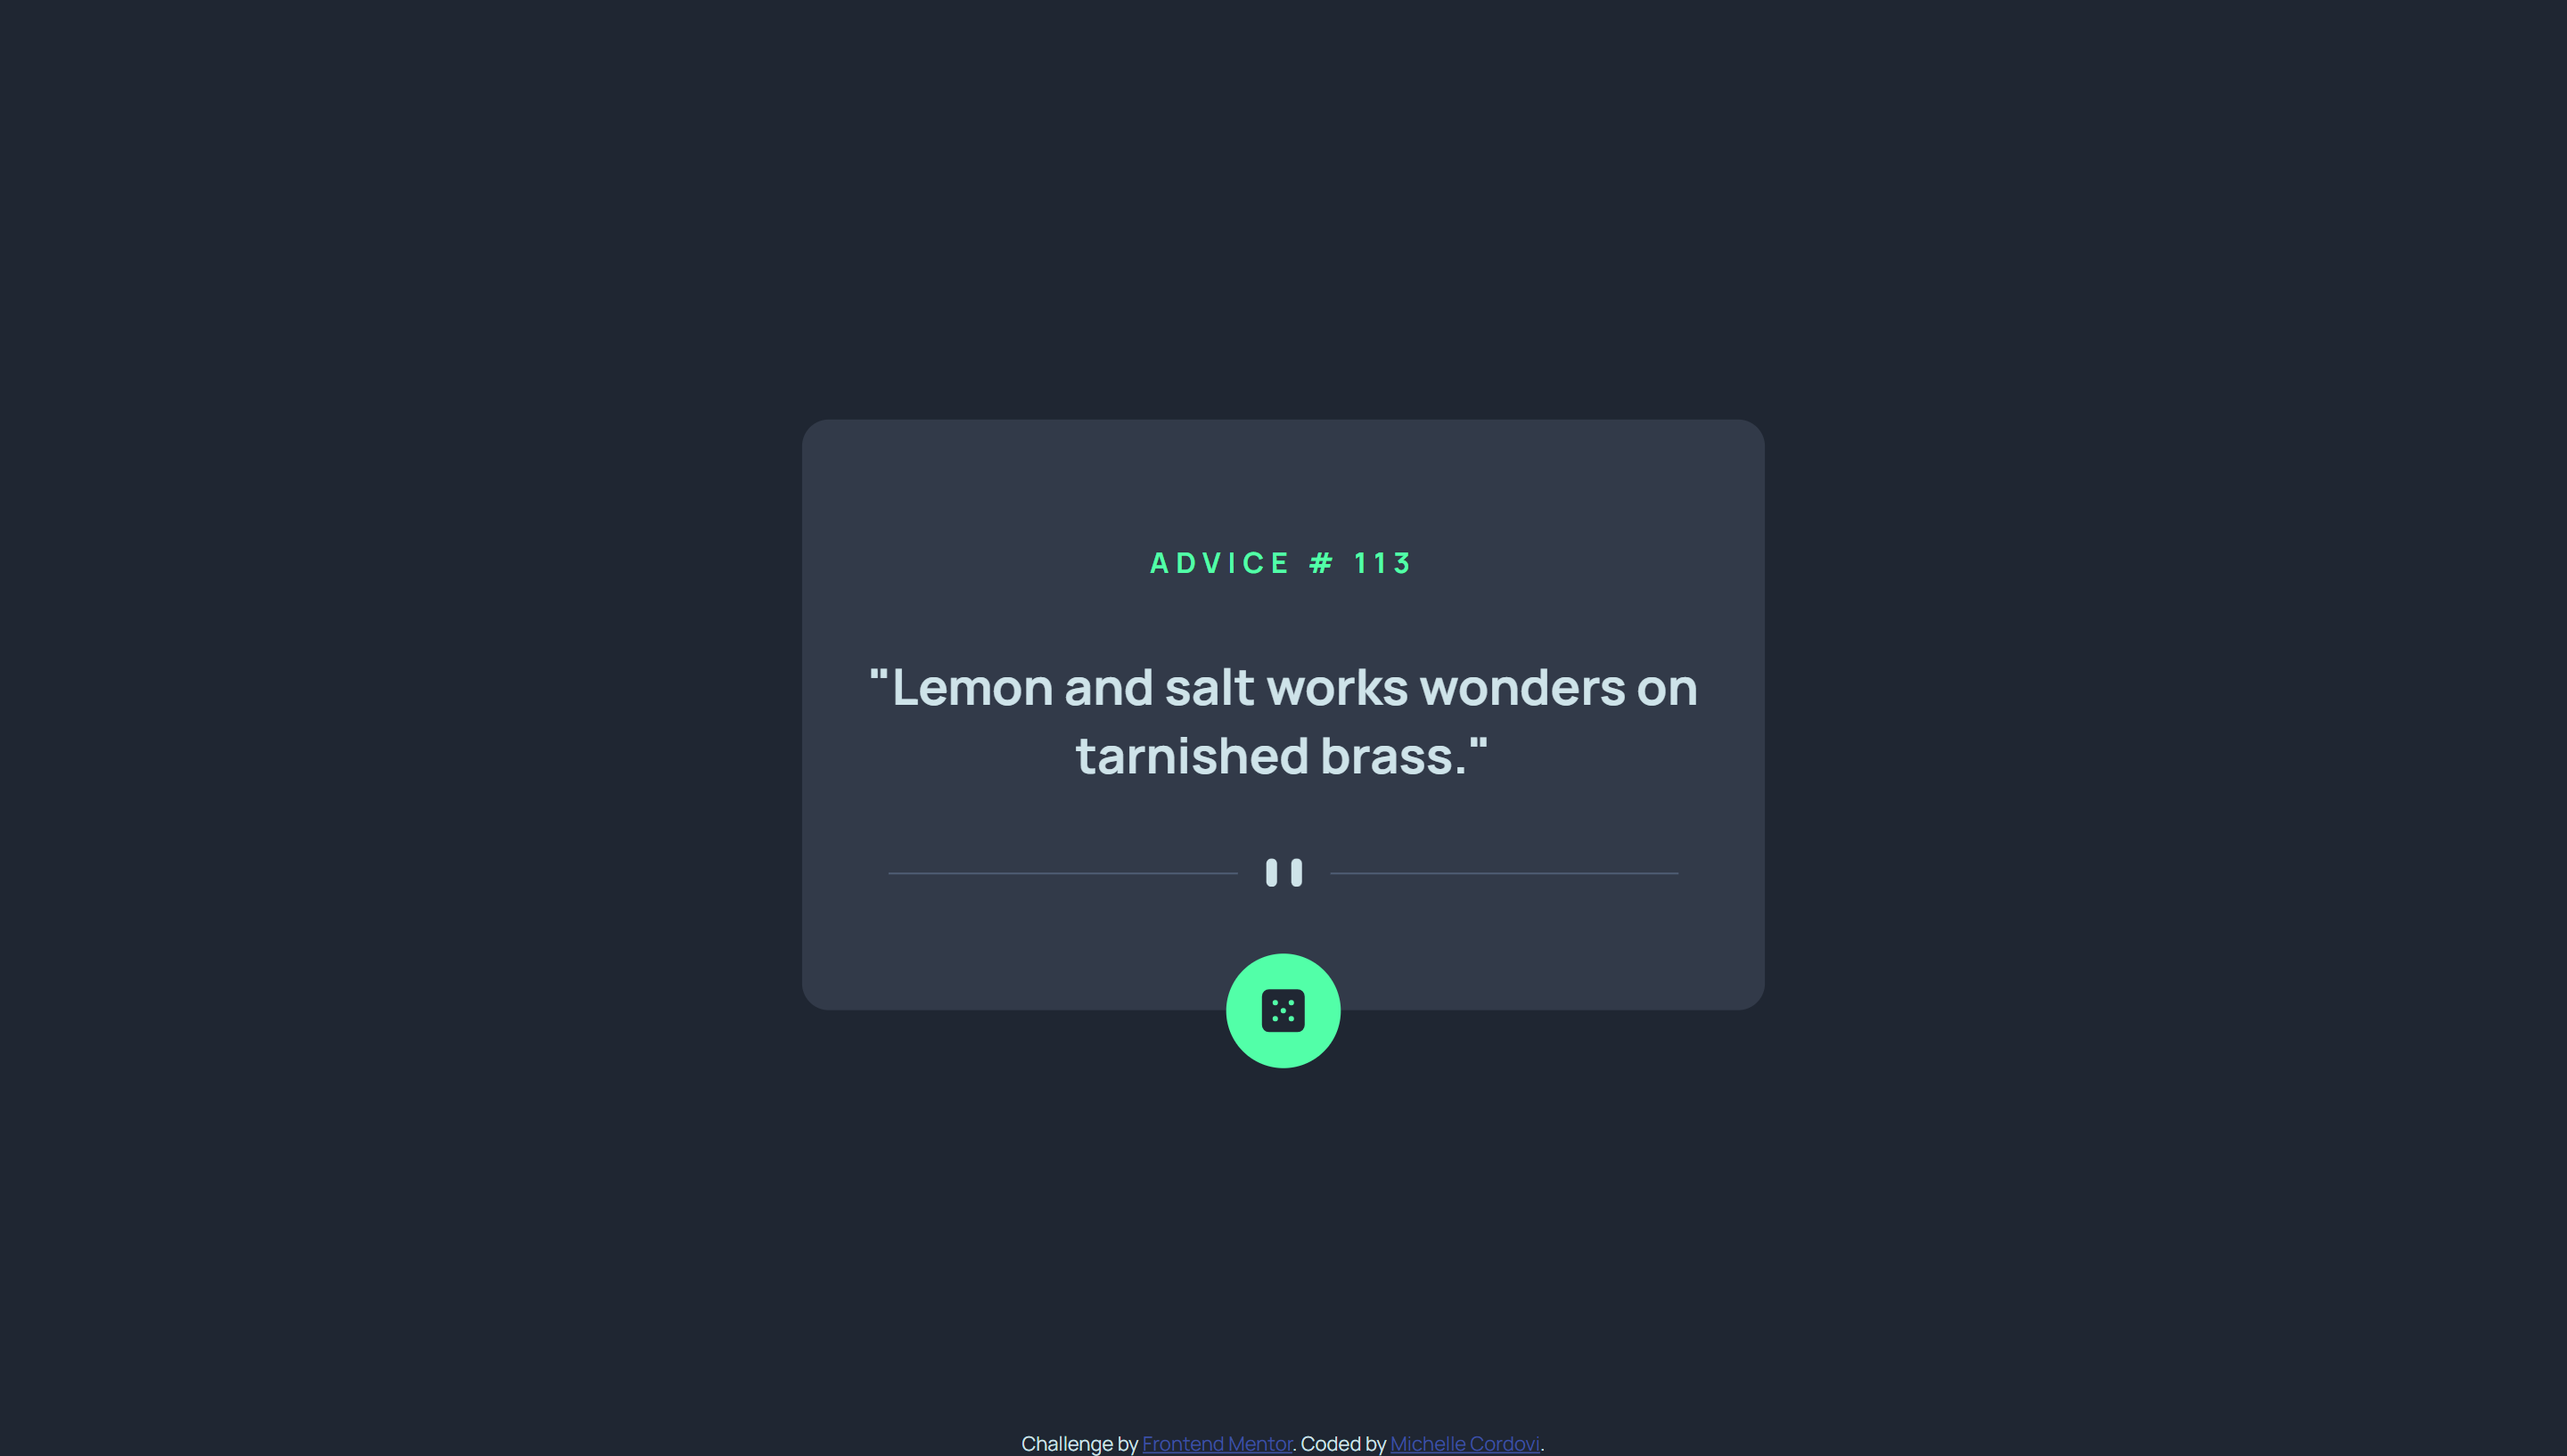 ADVICE # 113
"Lemon and salt works wonders on
tarnished brass."
Challenge by Frontend Mentor. Coded by Michelle Cordovi.